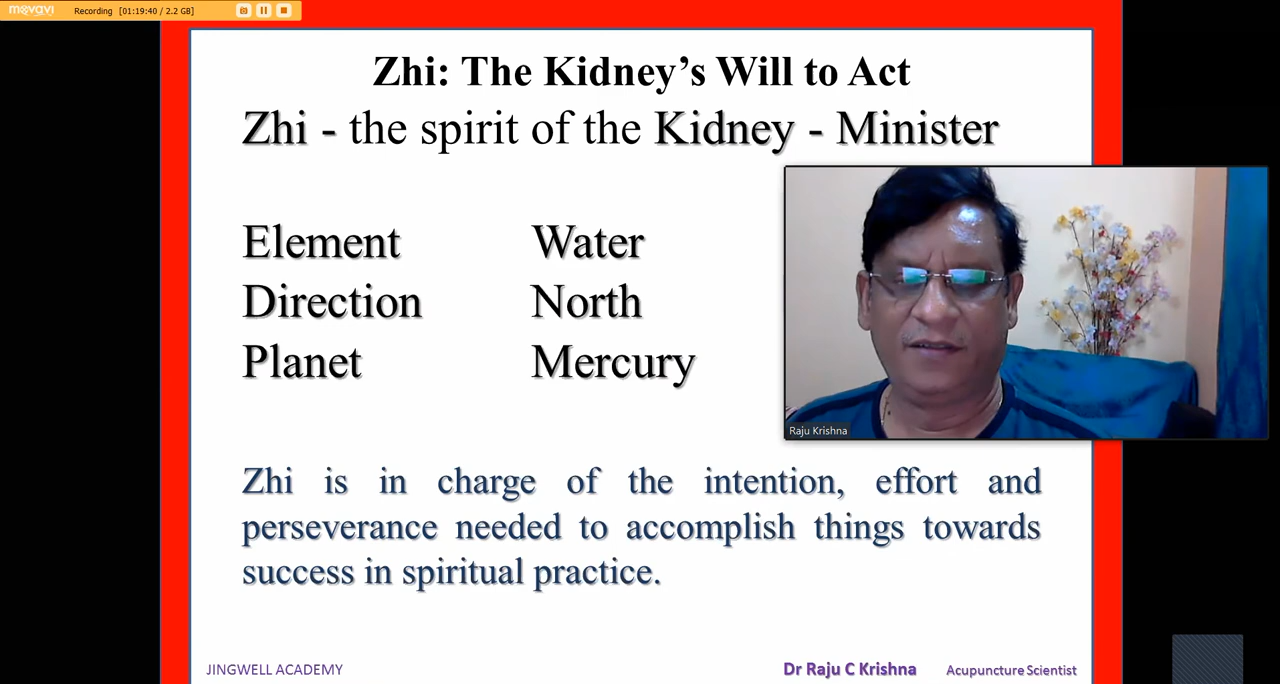 movavi Recording [01:19:40 / 2.2 GB]
Zhi: The Kidney’s Will to Act
Zhi - the spirit of the Kidney - Minister
Element Water
Direction North
Planet Mercury
Raju Krishna
Zhi is in charge of the intention, effort and
perseverance needed to accomplish things towards
success in spiritual practice.
JINGWELL ACADEMY Dr Raju C Krishna Acupuncture Scientist